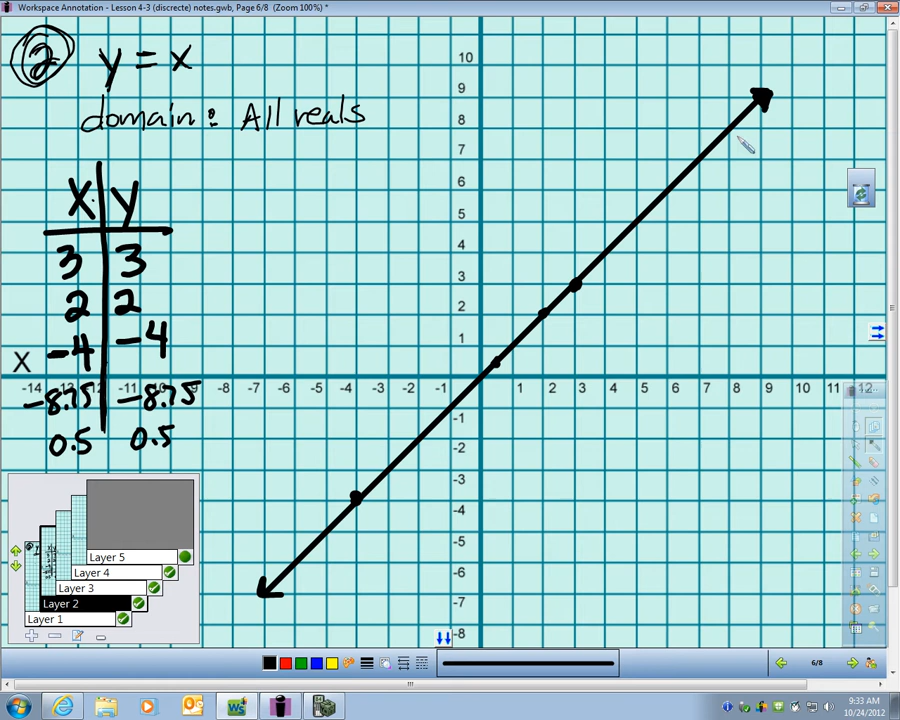 Workspace Annotation - Lesson 4-3 (discrecte) notes.gwb, Page 6/8 (Zoom 100%) *
② y = x
domain: All reals
X y
3 3
2 2
-4 -4
-8.75 -8.75
0.5 0.5
X
10
9
8
7
6
5
4
3
2
1
-14 -12 -11 -10 -9 -8 -7 -6 -5 -4 -3 -2 -1 1 2 3 4 5 6 7 8 9 10 11 12
-1
-2
-3
-4
-5
-6
-7
-8
Layer 5
Layer 4
Layer 3
Layer 2
Layer 1
6/8
9:33 AM
10/24/2012